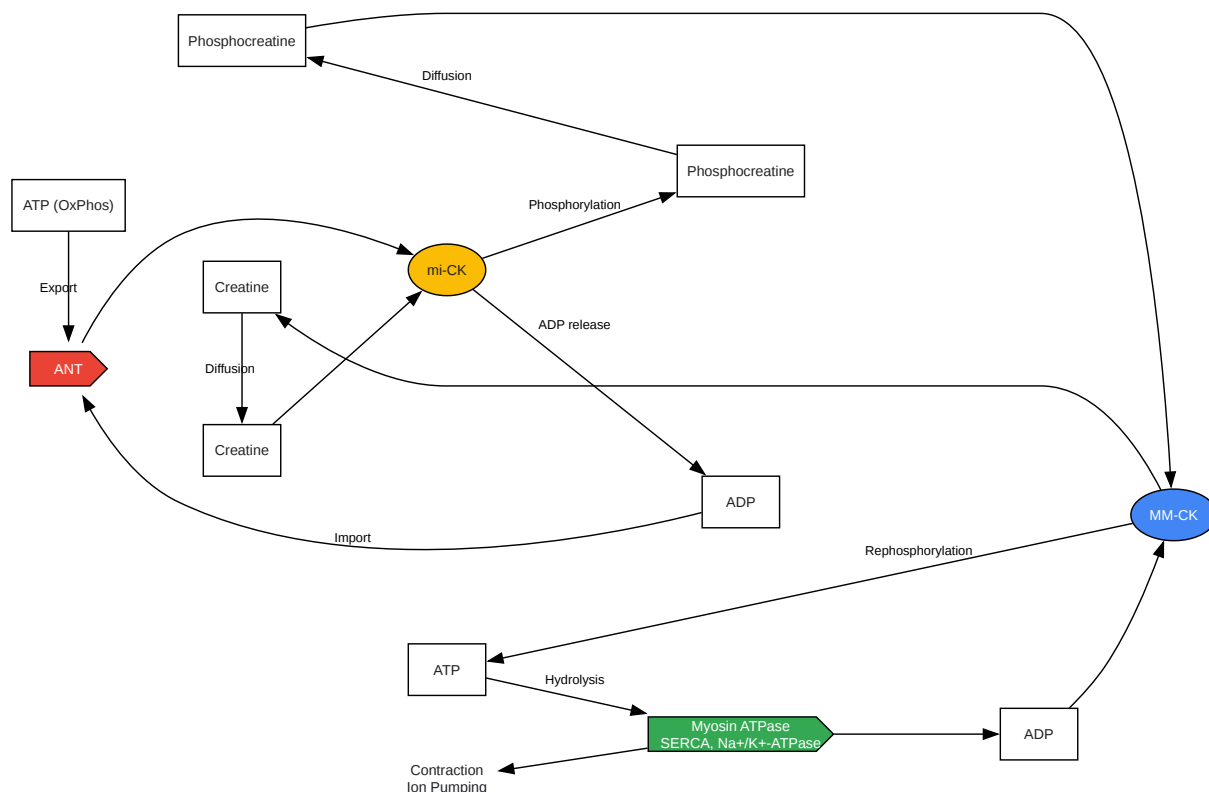 Phosphocreatine
Diffusion
Phosphocreatine
ATP (OxPhos)
Phosphorylation
mi-CK
Creatine
Export
ADP release
ANT
Diffusion
Creatine
ADP
MM-CK
Import
Rephosphorylation
ATP
Hydrolysis
Myosin ATPase
SERCA, Na+/K+-ATPase
ADP
Contraction
Ion Pumping